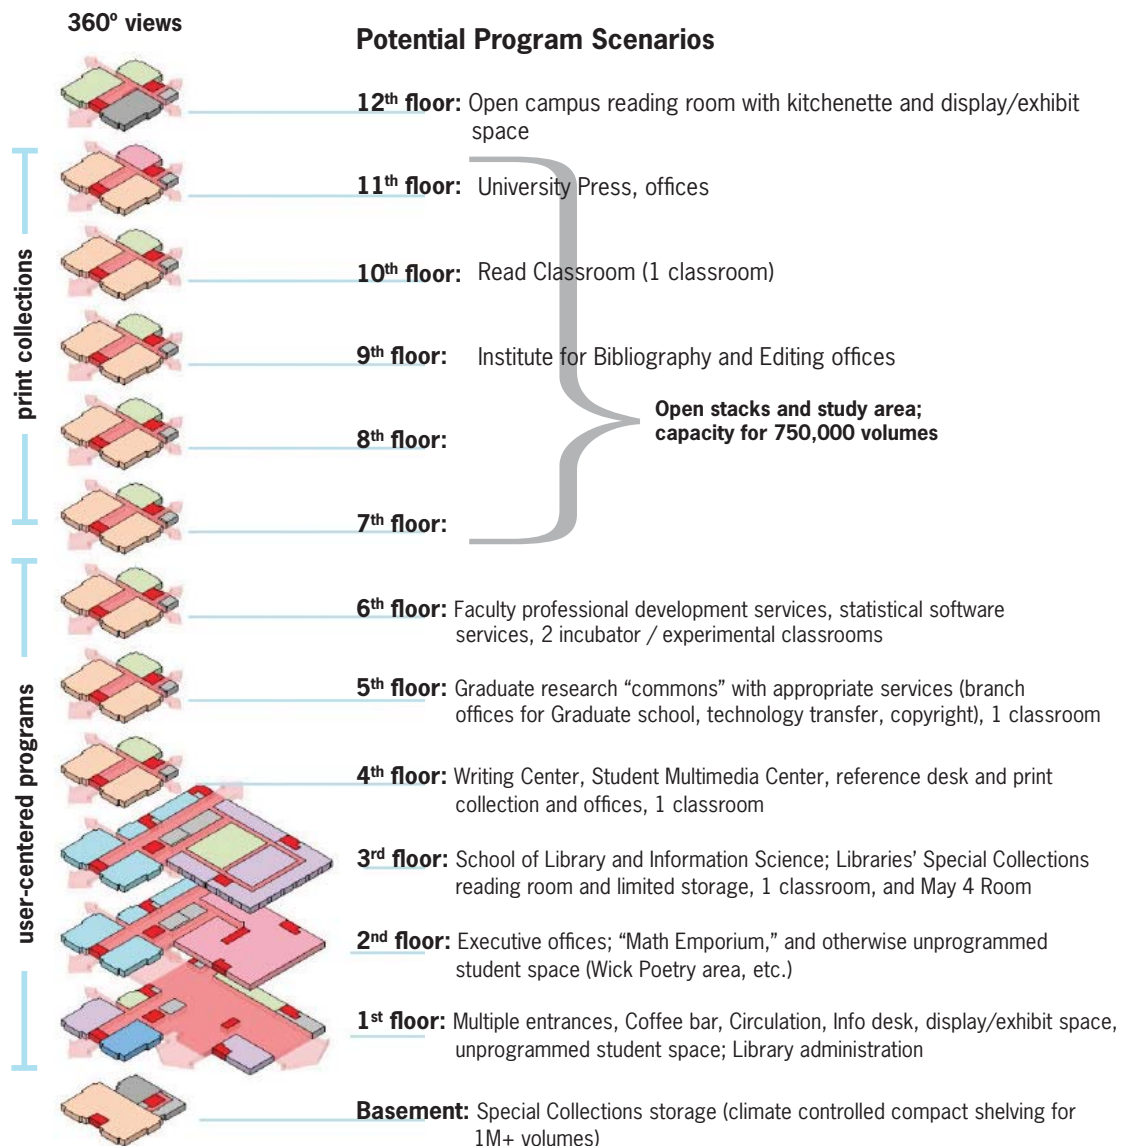 360º views
Potential Program Scenarios
12th floor: Open campus reading room with kitchenette and display/exhibit
space
11th floor: University Press, offices
10th floor: Read Classroom (1 classroom)
9th floor: Institute for Bibliography and Editing offices
Open stacks and study area;
capacity for 750,000 volumes
8th floor:
7th floor:
print collections
6th floor: Faculty professional development services, statistical software
services, 2 incubator / experimental classrooms
5th floor: Graduate research “commons” with appropriate services (branch
offices for Graduate school, technology transfer, copyright), 1 classroom
4th floor: Writing Center, Student Multimedia Center, reference desk and print
collection and offices, 1 classroom
3rd floor: School of Library and Information Science; Libraries’ Special Collections
reading room and limited storage, 1 classroom, and May 4 Room
2nd floor: Executive offices; “Math Emporium,” and otherwise unprogrammed
student space (Wick Poetry area, etc.)
1st floor: Multiple entrances, Coffee bar, Circulation, Info desk, display/exhibit space,
unprogrammed student space; Library administration
user-centered programs
Basement: Special Collections storage (climate controlled compact shelving for
1M+ volumes)